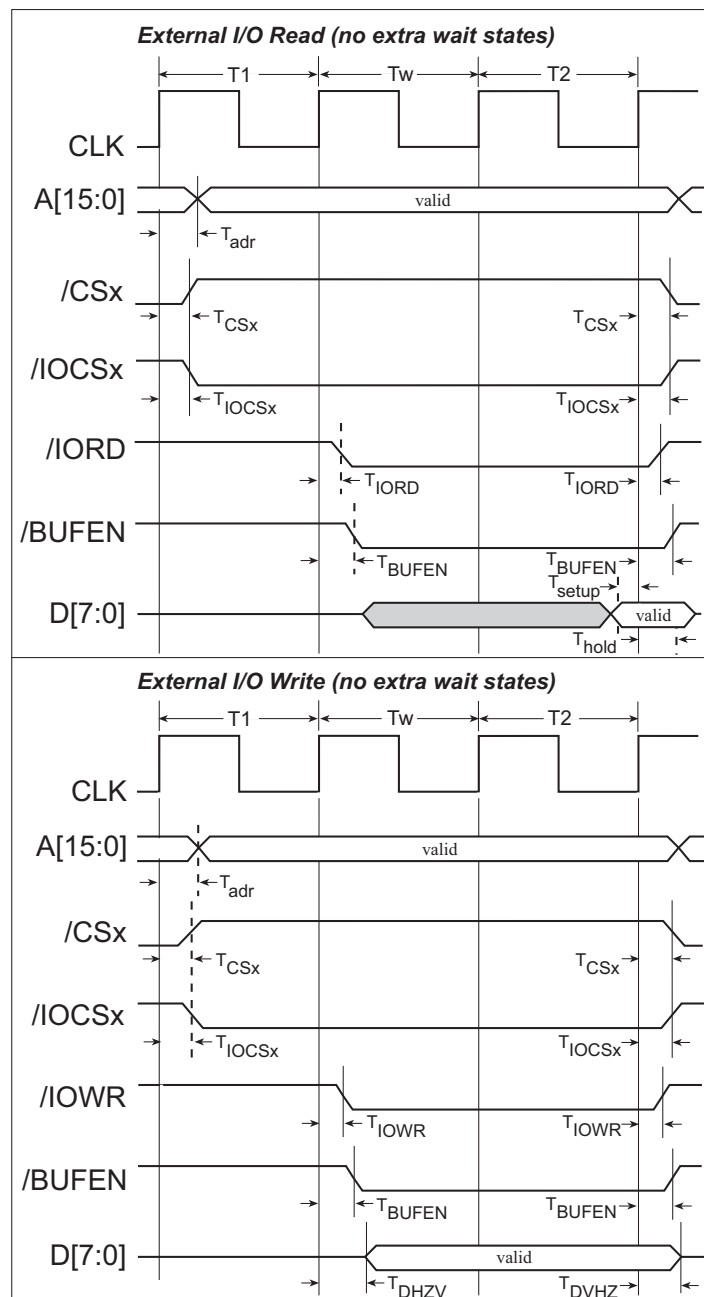 External I/O Read (no extra wait states)
T1 Tw T2
CLK
A[15:0] valid
Tadr
/CSx
TCSx TCSx
/IOCSx
TIOCSx TIOCSx
/IORD
TIORD TIORD
/BUFEN
TBUFEN TBUFEN
Tsetup
D[7:0] valid
Thold
External I/O Write (no extra wait states)
T1 Tw T2
CLK
A[15:0] valid
Tadr
/CSx
TCSx TCSx
/IOCSx
TIOCSx TIOCSx
/IOWR
TIOWR TIOWR
/BUFEN
TBUFEN TBUFEN
D[7:0] valid
TDHZV TDVHZ